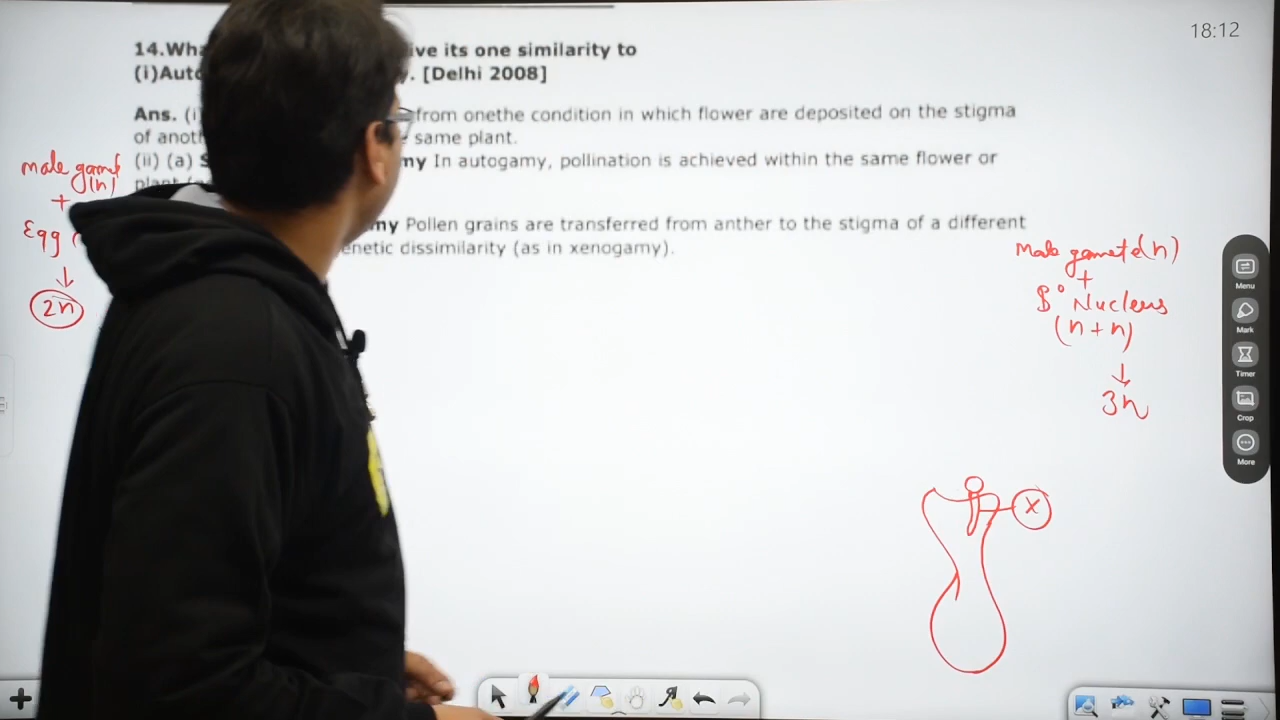 18:12
14.Wha ive its one similarity to
(i)Auto y. [Delhi 2008]
Ans. (i) from onethe condition in which flower are deposited on the stigma
of anoth same plant.
(ii) (a) S my In autogamy, pollination is achieved within the same flower or
plant
my Pollen grains are transferred from anther to the stigma of a different
enetic dissimilarity (as in xenogamy).
male gamet
(n)
+
Egg (
↓
2n
Male gamete(n)
+
Nucleus
(n+n)
↓
3n
X
Menu
Mark
Timer
Crop
More